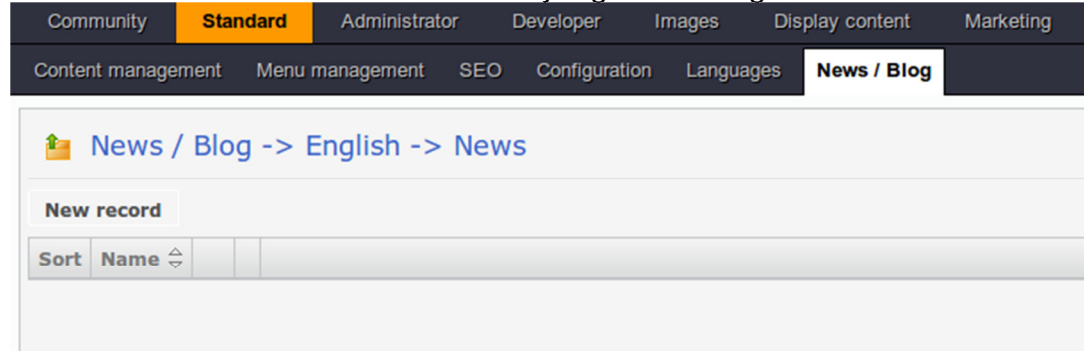 Community Standard Administrator Developer Images Display content Marketing
Content management Menu management SEO Configuration Languages News / Blog
News / Blog -> English -> News
New record
Sort Name